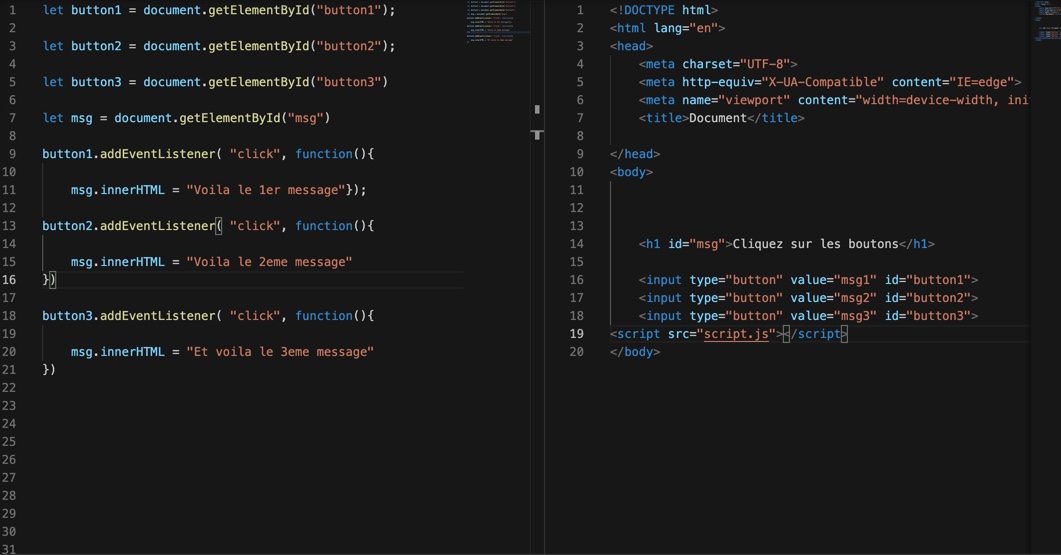 1 let button1 = document.getElementById("button1");
2
3 let button2 = document.getElementById("button2");
4
5 let button3 = document.getElementById("button3")
6
7 let msg = document.getElementById("msg")
8
9 button1.addEventListener( "click", function(){
10
11 msg.innerHTML = "Voila le 1er message"});
12
13 button2.addEventListener( "click", function(){
14
15 msg.innerHTML = "Voila le 2eme message"
16 })
17
18 button3.addEventListener( "click", function(){
19
20 msg.innerHTML = "Et voila le 3eme message"
21 })
22
23
24
25
26
27
28
29
30
31
1 <!DOCTYPE html>
2 <html lang="en">
3 <head>
4 <meta charset="UTF-8">
5 <meta http-equiv="X-UA-Compatible" content="IE=edge">
6 <meta name="viewport" content="width=device-width, ini
7 <title>Document</title>
8
9 </head>
10 <body>
11
12
13
14 <h1 id="msg">Cliquez sur les boutons</h1>
15
16 <input type="button" value="msg1" id="button1">
17 <input type="button" value="msg2" id="button2">
18 <input type="button" value="msg3" id="button3">
19 <script src="script.js"></script>
20 </body>